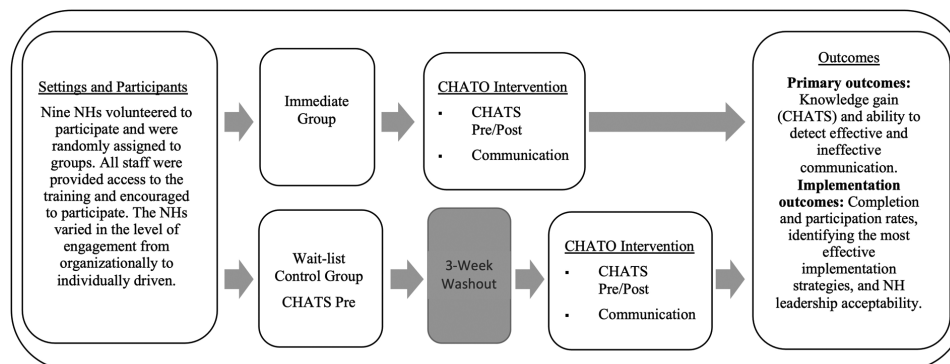 Settings and Participants
Nine NHs volunteered to
participate and were
randomly assigned to
groups. All staff were
provided access to the
training and encouraged
to participate. The NHs
varied in the level of
engagement from
organizationally to
individually driven.
Immediate
Group
CHATO Intervention
▪ CHATS
Pre/Post
▪ Communication
Wait-list
Control Group
CHATS Pre
3-Week
Washout
CHATO Intervention
▪ CHATS
Pre/Post
▪ Communication
Outcomes
Primary outcomes:
Knowledge gain
(CHATS) and ability to
detect effective and
ineffective
communication.
Implementation
outcomes: Completion
and participation rates,
identifying the most
effective
implementation
strategies, and NH
leadership acceptability.